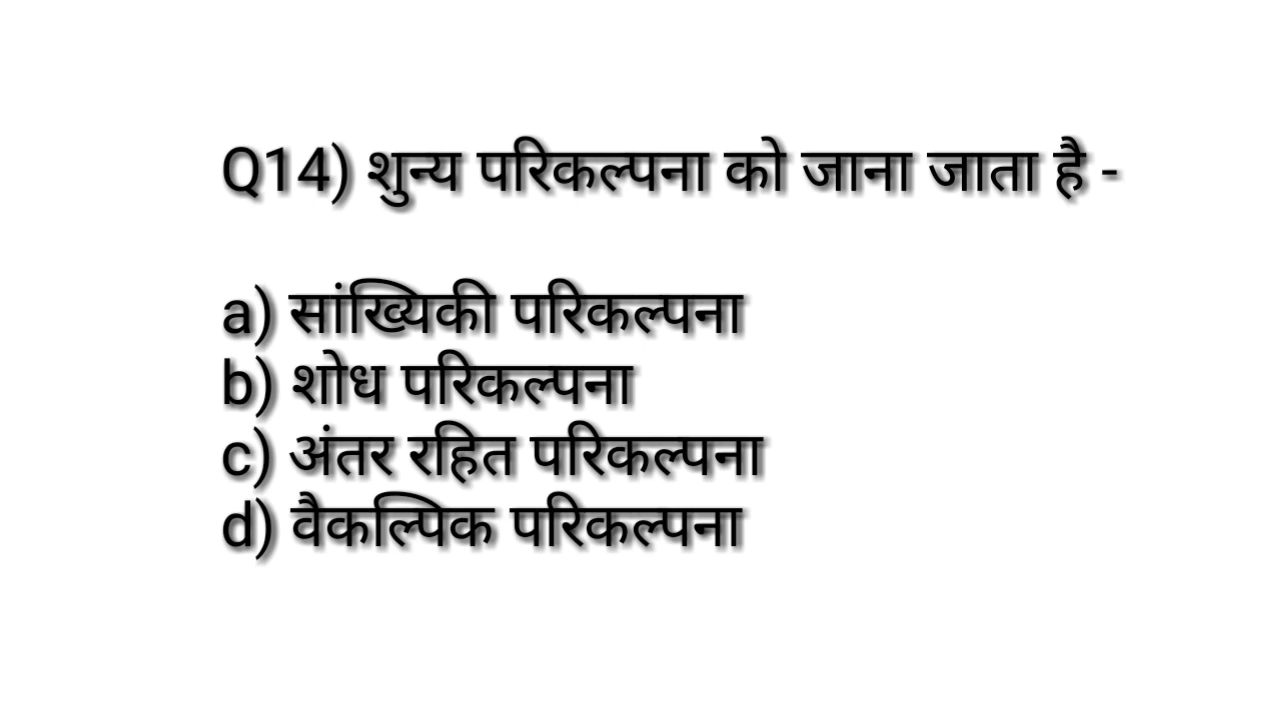 Q14) शुन्य परिकल्पना को जाना जाता है -
a) सांख्यिकी परिकल्पना
b) शोध परिकल्पना
c) अंतर रहित परिकल्पना
d) वैकल्पिक परिकल्पना